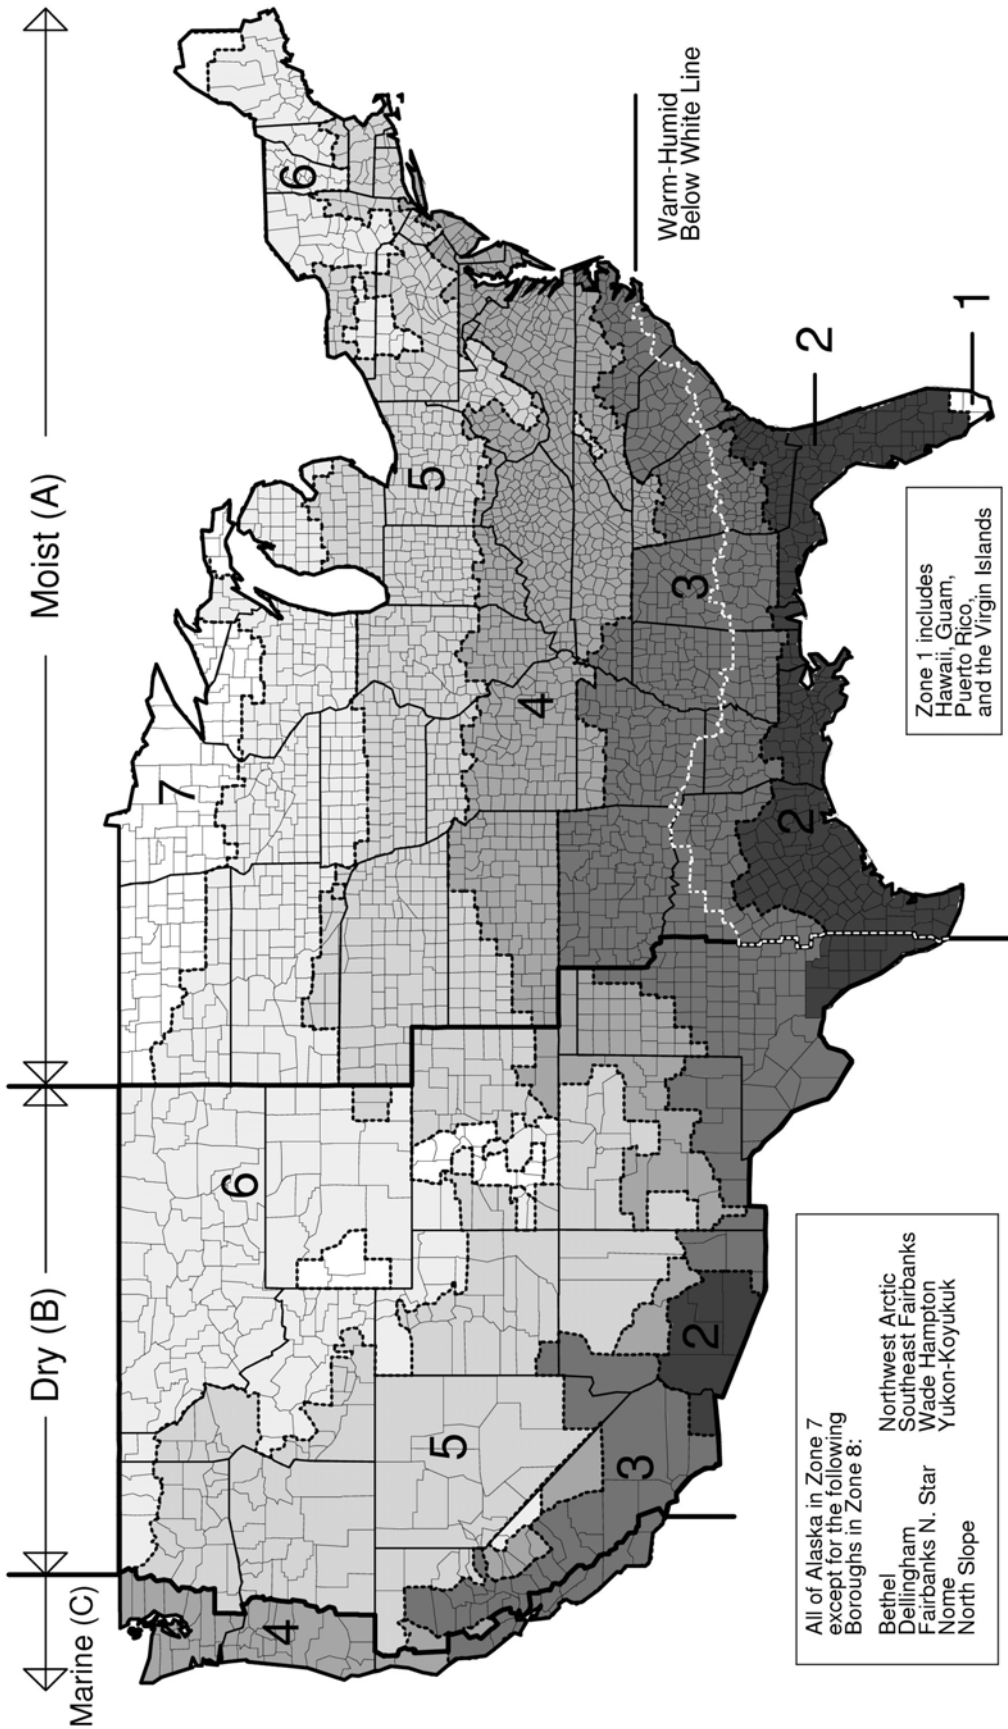 Marine (C)
Dry (B)
Moist (A)
7
6
6
5
5
4
4
3
3
2
2
2
1
Warm-Humid
Below White Line
All of Alaska in Zone 7
except for the following
Boroughs in Zone 8:
Bethel
Dellingham
Fairbanks N. Star
Nome
North Slope
Northwest Arctic
Southeast Fairbanks
Wade Hampton
Yukon-Koyukuk
Zone 1 includes
Hawaii, Guam,
Puerto Rico,
and the Virgin Islands